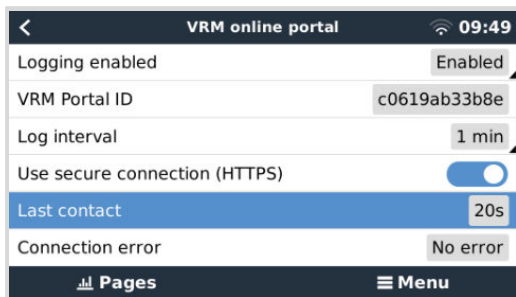 VRM online portal 09:49
Logging enabled Enabled
VRM Portal ID c0619ab33b8e
Log interval 1 min
Use secure connection (HTTPS)
Last contact 20s
Connection error No error
Pages Menu